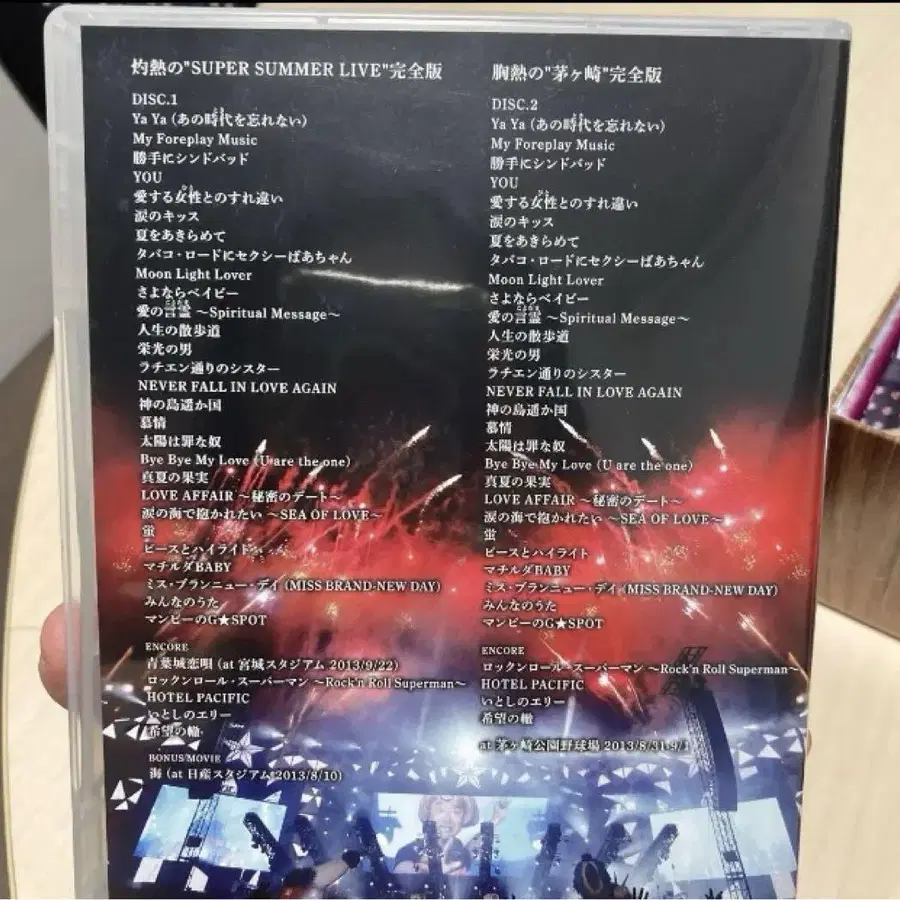 灼熱の"SUPER SUMMER LIVE"完全版
DISC.1
Ya Ya (あの時代を忘れない)
My Foreplay Music
勝手にシンドバッド
YOU
愛する女性とのすれ違い
涙のキッス
夏をあきらめて
タバコ・ロードにセクシーばあちゃん
Moon Light Lover
さよならベイビー
愛の言霊 ～Spiritual Message～
人生の散歩道
栄光の男
ラチエン通りのシスター
NEVER FALL IN LOVE AGAIN
神の島遥か国
慕情
太陽は罪な奴
Bye Bye My Love (U are the one)
真夏の果実
LOVE AFFAIR ～秘密のデート～
涙の海で抱かれたい ～SEA OF LOVE～
蛍
ピースとハイライト
マチルダBABY
ミス・ブランニュー・デイ (MISS BRAND-NEW DAY)
みんなのうた
マンピーのG★SPOT
ENCORE
青葉城恋唄 (at 宮城スタジアム 2013/9/22)
ロックンロール・スーパーマン ～Rock'n Roll Superman～
HOTEL PACIFIC
いとしのエリー
希望の轍
BONUS MOVIE
海 (at 日産スタジアム 2013/8/10)
胸熱の"茅ヶ崎"完全版
DISC.2
Ya Ya (あの時代を忘れない)
My Foreplay Music
勝手にシンドバッド
YOU
愛する女性とのすれ違い
涙のキッス
夏をあきらめて
タバコ・ロードにセクシーばあちゃん
Moon Light Lover
さよならベイビー
愛の言霊 ～Spiritual Message～
人生の散歩道
栄光の男
ラチエン通りのシスター
NEVER FALL IN LOVE AGAIN
神の島遥か国
慕情
太陽は罪な奴
Bye Bye My Love (U are the one)
真夏の果実
LOVE AFFAIR ～秘密のデート～
涙の海で抱かれたい ～SEA OF LOVE～
蛍
ピースとハイライト
マチルダBABY
ミス・ブランニュー・デイ (MISS BRAND-NEW DAY)
みんなのうた
マンピーのG★SPOT
ENCORE
ロックンロール・スーパーマン ～Rock'n Roll Superman～
HOTEL PACIFIC
いとしのエリー
希望の轍
at 茅ヶ崎公園野球場 2013/8/31-9/1